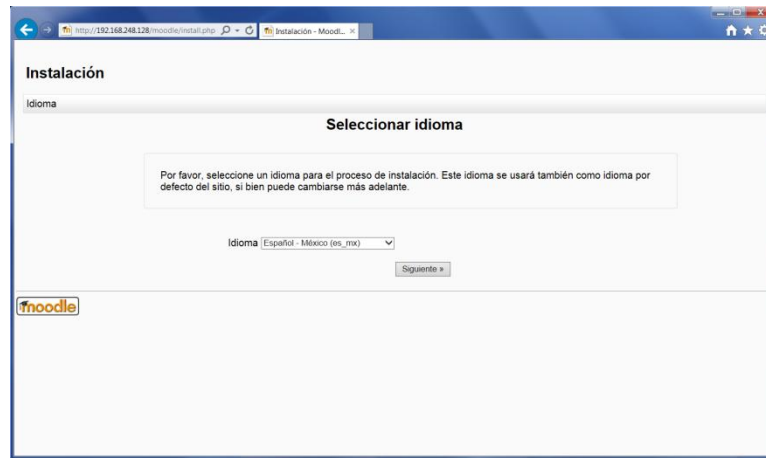 http://192.168.248.128/moodle/install.php
Instalación - Moodl...
Instalación
Idioma
Seleccionar idioma
Por favor, seleccione un idioma para el proceso de instalación. Este idioma se usará también como idioma por
defecto del sitio, si bien puede cambiarse más adelante.
Idioma Español - México (es_mx)
Siguiente »
moodle